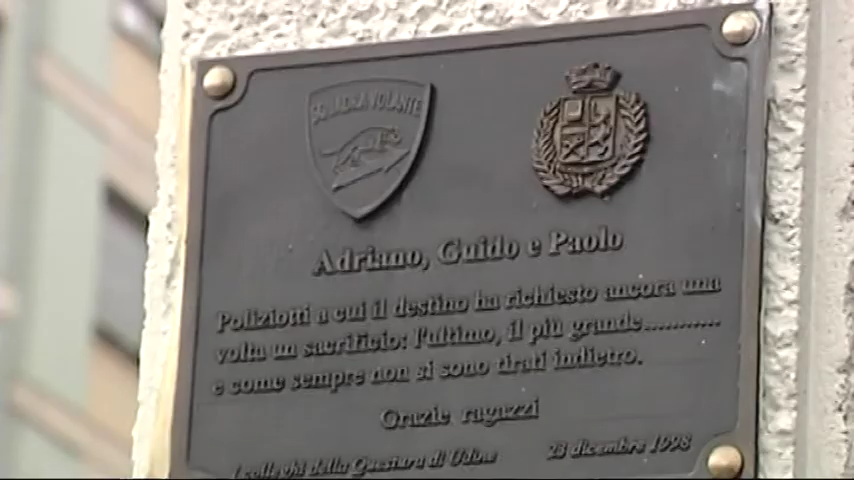 SQUADRA VOLANTE
Adriano, Guido e Paolo
Poliziotti a cui il destino ha richiesto ancora una
volta un sacrificio: l'ultimo, il più grande...........
e come sempre non si sono tirati indietro.
Grazie ragazzi
I colleghi della Questura di Udine 23 dicembre 1998